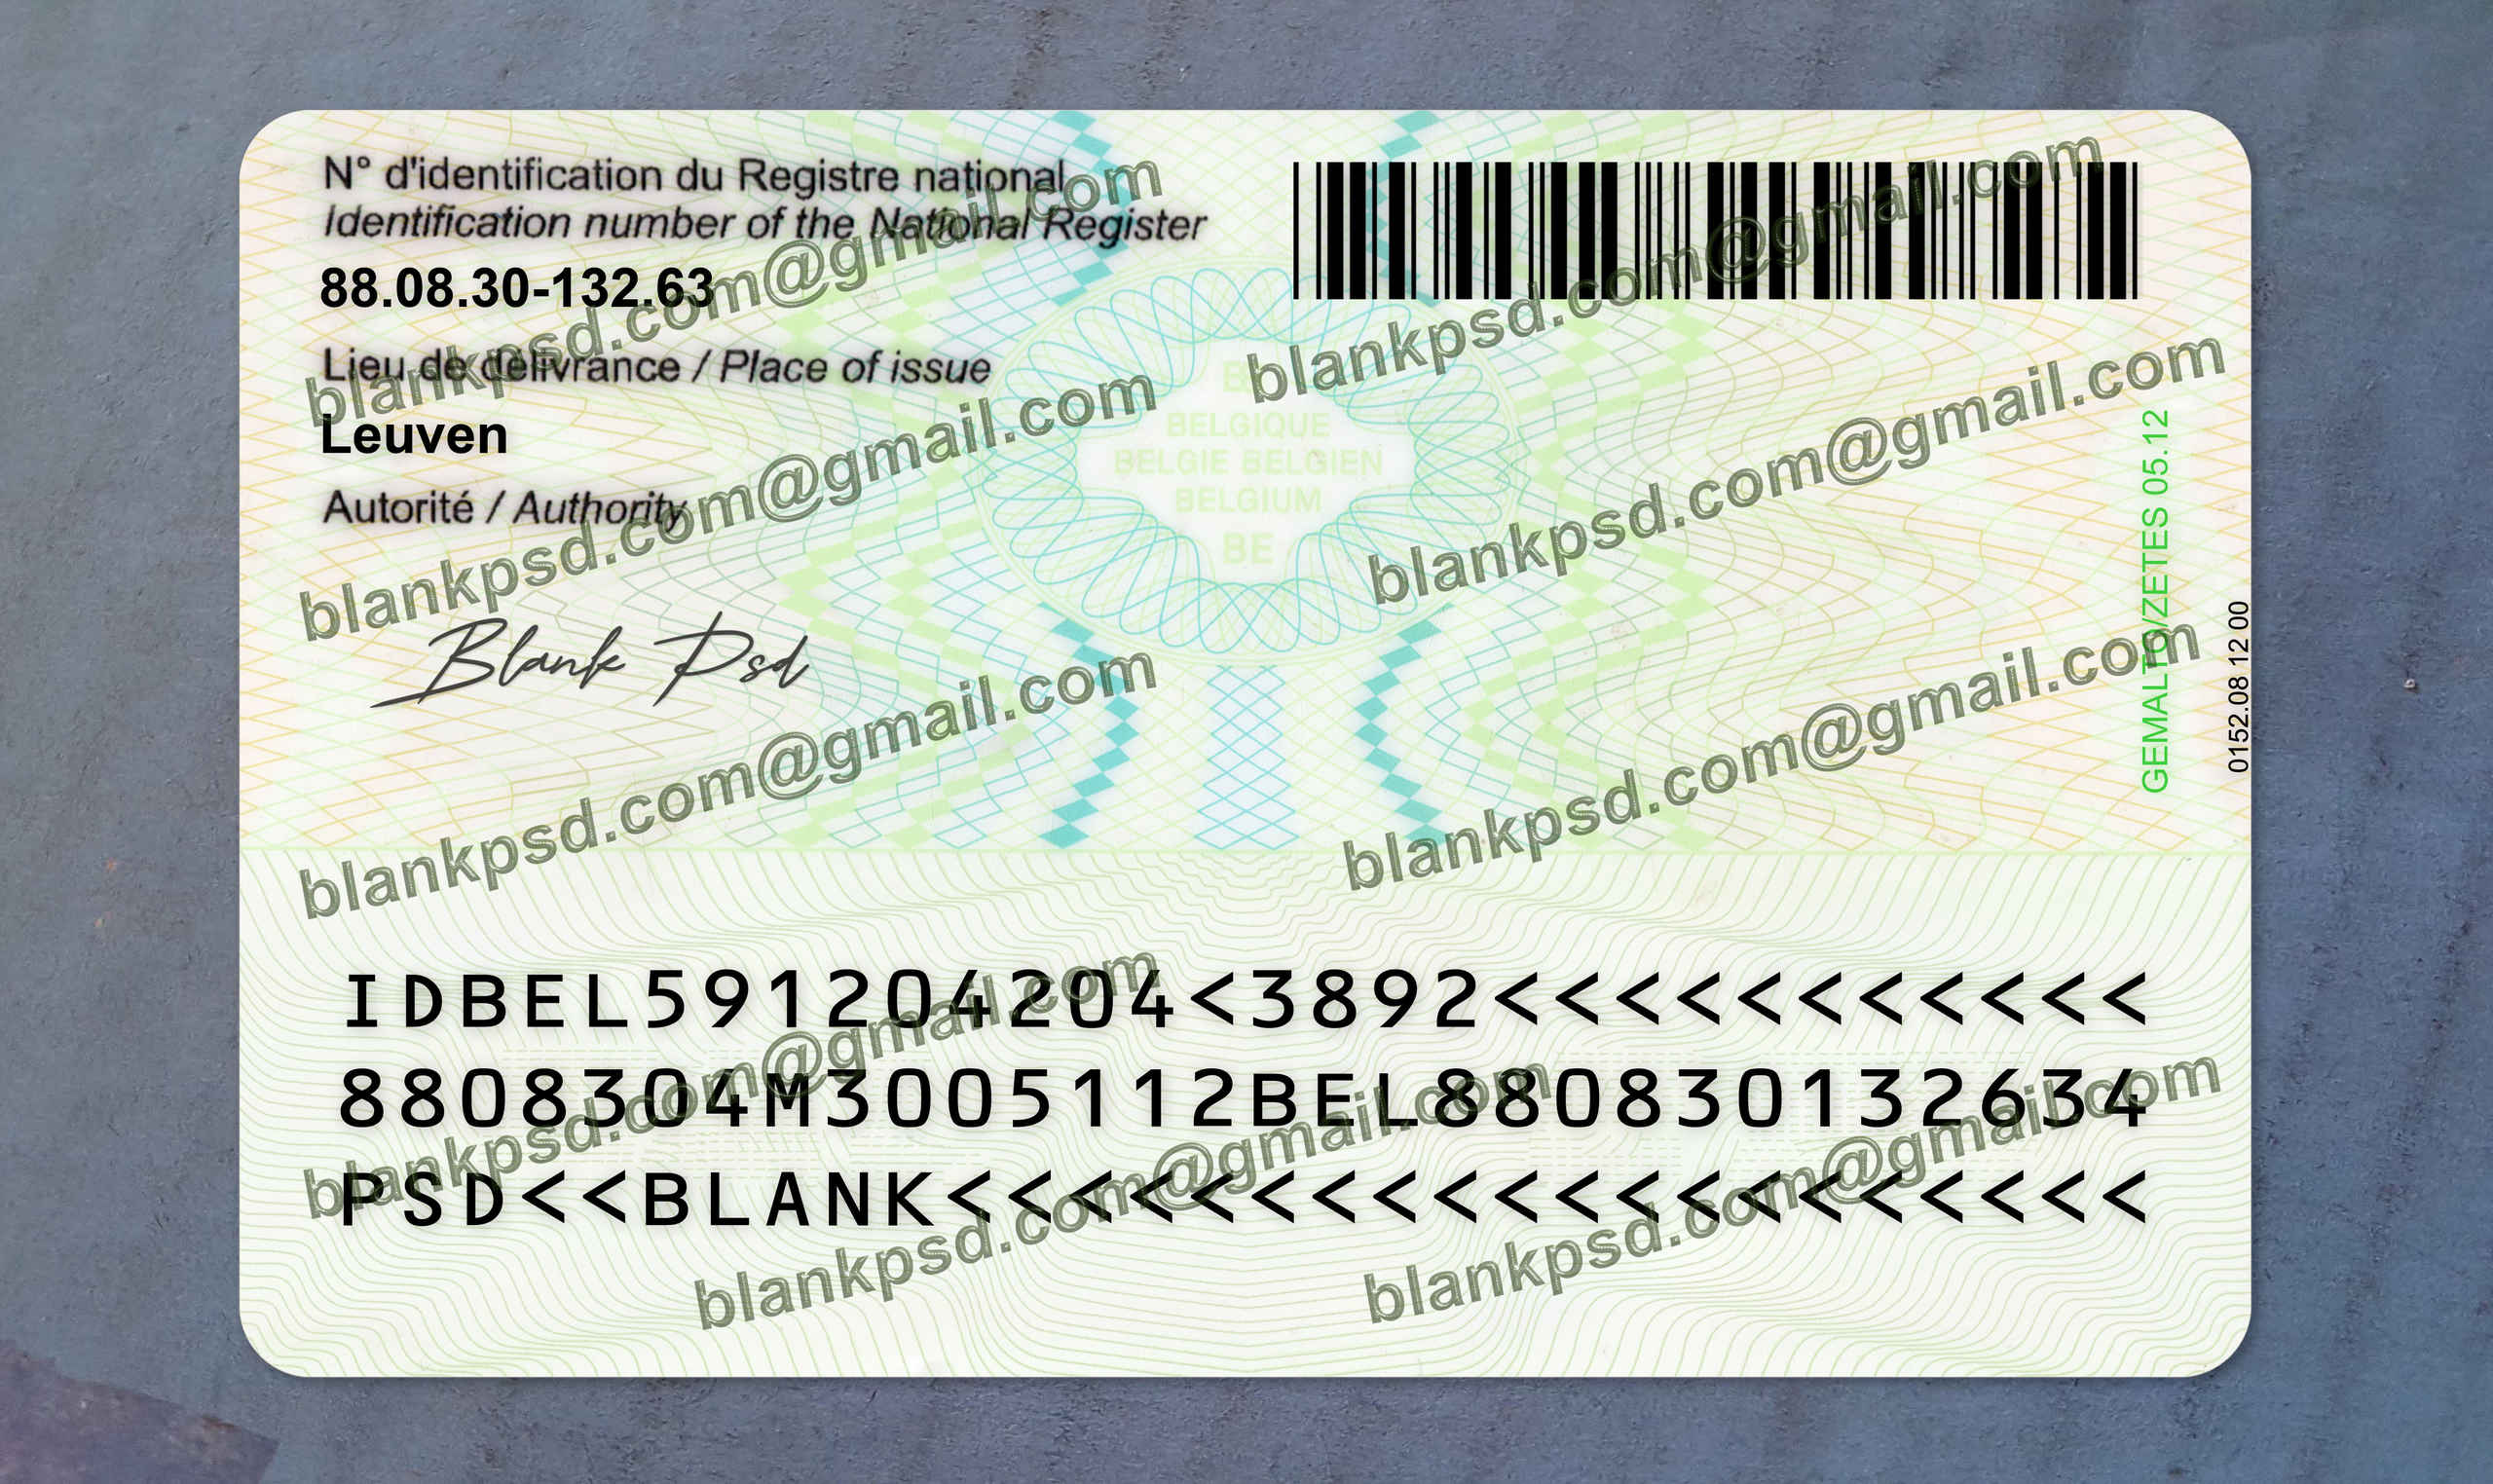 N° d'identification du Registre national
Identification number of the National Register
88.08.30-132.63
Lieu de délivrance / Place of issue
Leuven
Autorité / Authority
Blank Psd
BE
BELGIQUE
BELGIE BELGIEN
BELGIUM
BE
GEMALTO/ZETES 05.12
0152.08 12 00
IDBEL591204204<3892<<<<<<<<<<<
8808304M3005112BEL880830132634
PSD<<BLANK<<<<<<<<<<<<<<<<<<<<
blankpsd.com@gmail.com
blankpsd.com@gmail.com
blankpsd.com@gmail.com
blankpsd.com@gmail.com
blankpsd.com@gmail.com
blankpsd.com@gmail.com
blankpsd.com@gmail.com
blankpsd.com@gmail.com
blankpsd.com@gmail.com